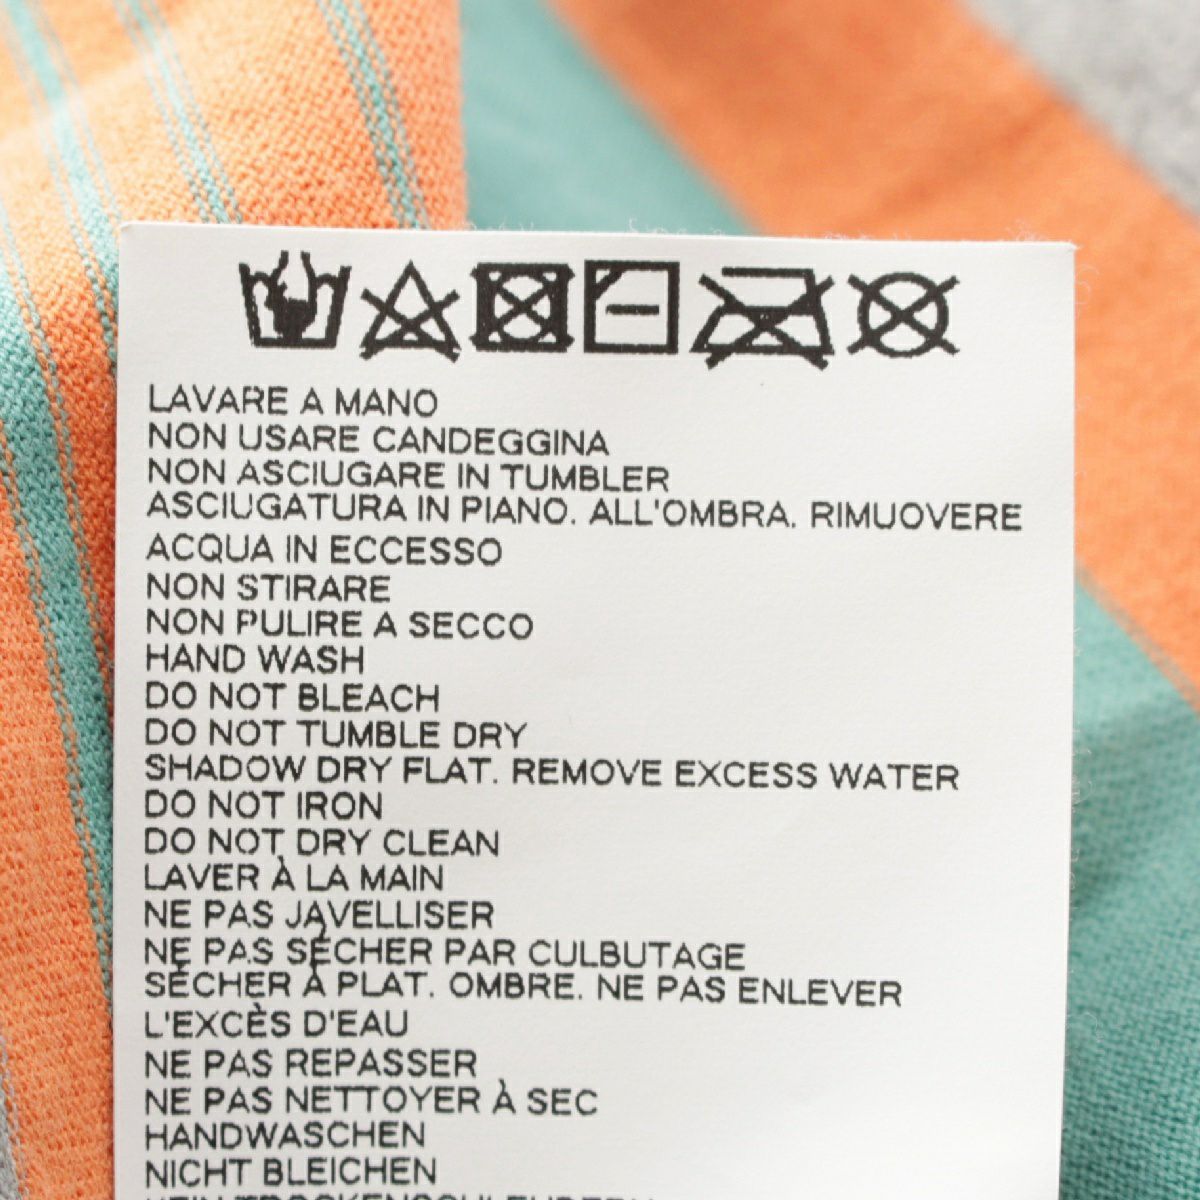 LAVARE A MANO
NON USARE CANDEGGINA
NON ASCIUGARE IN TUMBLER
ASCIUGATURA IN PIANO. ALL'OMBRA. RIMUOVERE
ACQUA IN ECCESSO
NON STIRARE
NON PULIRE A SECCO
HAND WASH
DO NOT BLEACH
DO NOT TUMBLE DRY
SHADOW DRY FLAT. REMOVE EXCESS WATER
DO NOT IRON
DO NOT DRY CLEAN
LAVER À LA MAIN
NE PAS JAVELLISER
NE PAS SÉCHER PAR CULBUTAGE
SÉCHER À PLAT. OMBRE. NE PAS ENLEVER
L'EXCÈS D'EAU
NE PAS REPASSER
NE PAS NETTOYER À SEC
HANDWASCHEN
NICHT BLEICHEN